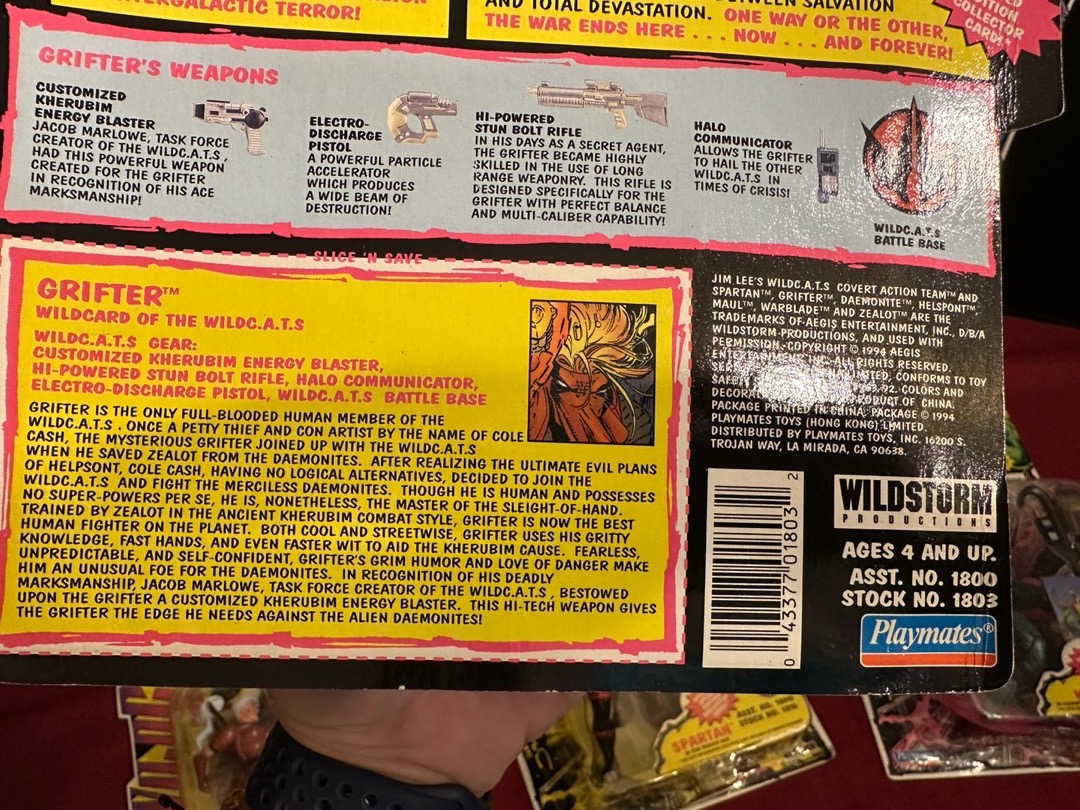 INTERGALACTIC TERROR!
AND TOTAL DEVASTATION. ONE WAY OR THE OTHER,
THE WAR ENDS HERE . . . NOW . . . AND FOREVER!
COLLECTOR
CARD!
GRIFTER'S WEAPONS
CUSTOMIZED
KHERUBIM
ENERGY BLASTER
JACOB MARLOWE, TASK FORCE
CREATOR OF THE WILDC.A.T.S,
HAD THIS POWERFUL WEAPON
CREATED FOR THE GRIFTER
IN RECOGNITION OF HIS ACE
MARKSMANSHIP!
ELECTRO-
DISCHARGE
PISTOL
A POWERFUL PARTICLE
ACCELERATOR
WHICH PRODUCES
A WIDE BEAM OF
DESTRUCTION!
HI-POWERED
STUN BOLT RIFLE
IN HIS DAYS AS A SECRET AGENT,
THE GRIFTER BECAME HIGHLY
SKILLED IN THE USE OF LONG
RANGE WEAPONRY. THIS RIFLE IS
DESIGNED SPECIFICALLY FOR THE
GRIFTER WITH PERFECT BALANCE
AND MULTI-CALIBER CAPABILITY!
HALO
COMMUNICATOR
ALLOWS THE GRIFTER
TO HAIL THE OTHER
WILDC.A.T.S IN
TIMES OF CRISIS!
WILDC.A.T.S
BATTLE BASE
SLICE 'N SAVE
GRIFTER™
WILDCARD OF THE WILDC.A.T.S
WILDC.A.T.S GEAR:
CUSTOMIZED KHERUBIM ENERGY BLASTER,
HI-POWERED STUN BOLT RIFLE, HALO COMMUNICATOR,
ELECTRO-DISCHARGE PISTOL, WILDC.A.T.S BATTLE BASE
GRIFTER IS THE ONLY FULL-BLOODED HUMAN MEMBER OF THE
WILDC.A.T.S . ONCE A PETTY THIEF AND CON ARTIST BY THE NAME OF COLE
CASH, THE MYSTERIOUS GRIFTER JOINED UP WITH THE WILDC.A.T.S
WHEN HE SAVED ZEALOT FROM THE DAEMONITES. AFTER REALIZING THE ULTIMATE EVIL PLANS
OF HELPSONT, COLE CASH, HAVING NO LOGICAL ALTERNATIVES, DECIDED TO JOIN THE
WILDC.A.T.S AND FIGHT THE MERCILESS DAEMONITES. THOUGH HE IS HUMAN AND POSSESSES
NO SUPER-POWERS PER SE, HE IS, NONETHELESS, THE MASTER OF THE SLEIGHT-OF-HAND.
TRAINED BY ZEALOT IN THE ANCIENT KHERUBIM COMBAT STYLE, GRIFTER IS NOW THE BEST
HUMAN FIGHTER ON THE PLANET. BOTH COOL AND STREETWISE, GRIFTER USES HIS GRITTY
KNOWLEDGE, FAST HANDS, AND EVEN FASTER WIT TO AID THE KHERUBIM CAUSE. FEARLESS,
UNPREDICTABLE, AND SELF-CONFIDENT, GRIFTER'S GRIM HUMOR AND LOVE OF DANGER MAKE
HIM AN UNUSUAL FOE FOR THE DAEMONITES. IN RECOGNITION OF HIS DEADLY
MARKSMANSHIP, JACOB MARLOWE, TASK FORCE CREATOR OF THE WILDC.A.T.S , BESTOWED
UPON THE GRIFTER A CUSTOMIZED KHERUBIM ENERGY BLASTER. THIS HI-TECH WEAPON GIVES
THE GRIFTER THE EDGE HE NEEDS AGAINST THE ALIEN DAEMONITES!
JIM LEE'S WILDC.A.T.S COVERT ACTION TEAM™ AND
SPARTAN™, GRIFTER™, DAEMONITE™, HELSPONT™
MAUL™, WARBLADE™ AND ZEALOT™ ARE THE
TRADEMARKS OF AEGIS ENTERTAINMENT, INC., D/B/A
WILDSTORM PRODUCTIONS, AND USED WITH
PERMISSION. COPYRIGHT © 1994 AEGIS
ENTERTAINMENT INC. ALL RIGHTS RESERVED.
CONFORMS TO TOY
COLORS AND
PRODUCT OF CHINA.
PACKAGE PRINTED IN CHINA. PACKAGE © 1994
PLAYMATES TOYS (HONG KONG) LIMITED.
DISTRIBUTED BY PLAYMATES TOYS, INC. 16200 S.
TROJAN WAY, LA MIRADA, CA 90638.
0 43377 01803 2
WILDSTORM
PRODUCTIONS
AGES 4 AND UP.
ASST. NO. 1800
STOCK NO. 1803
Playmates®
SPARTAN